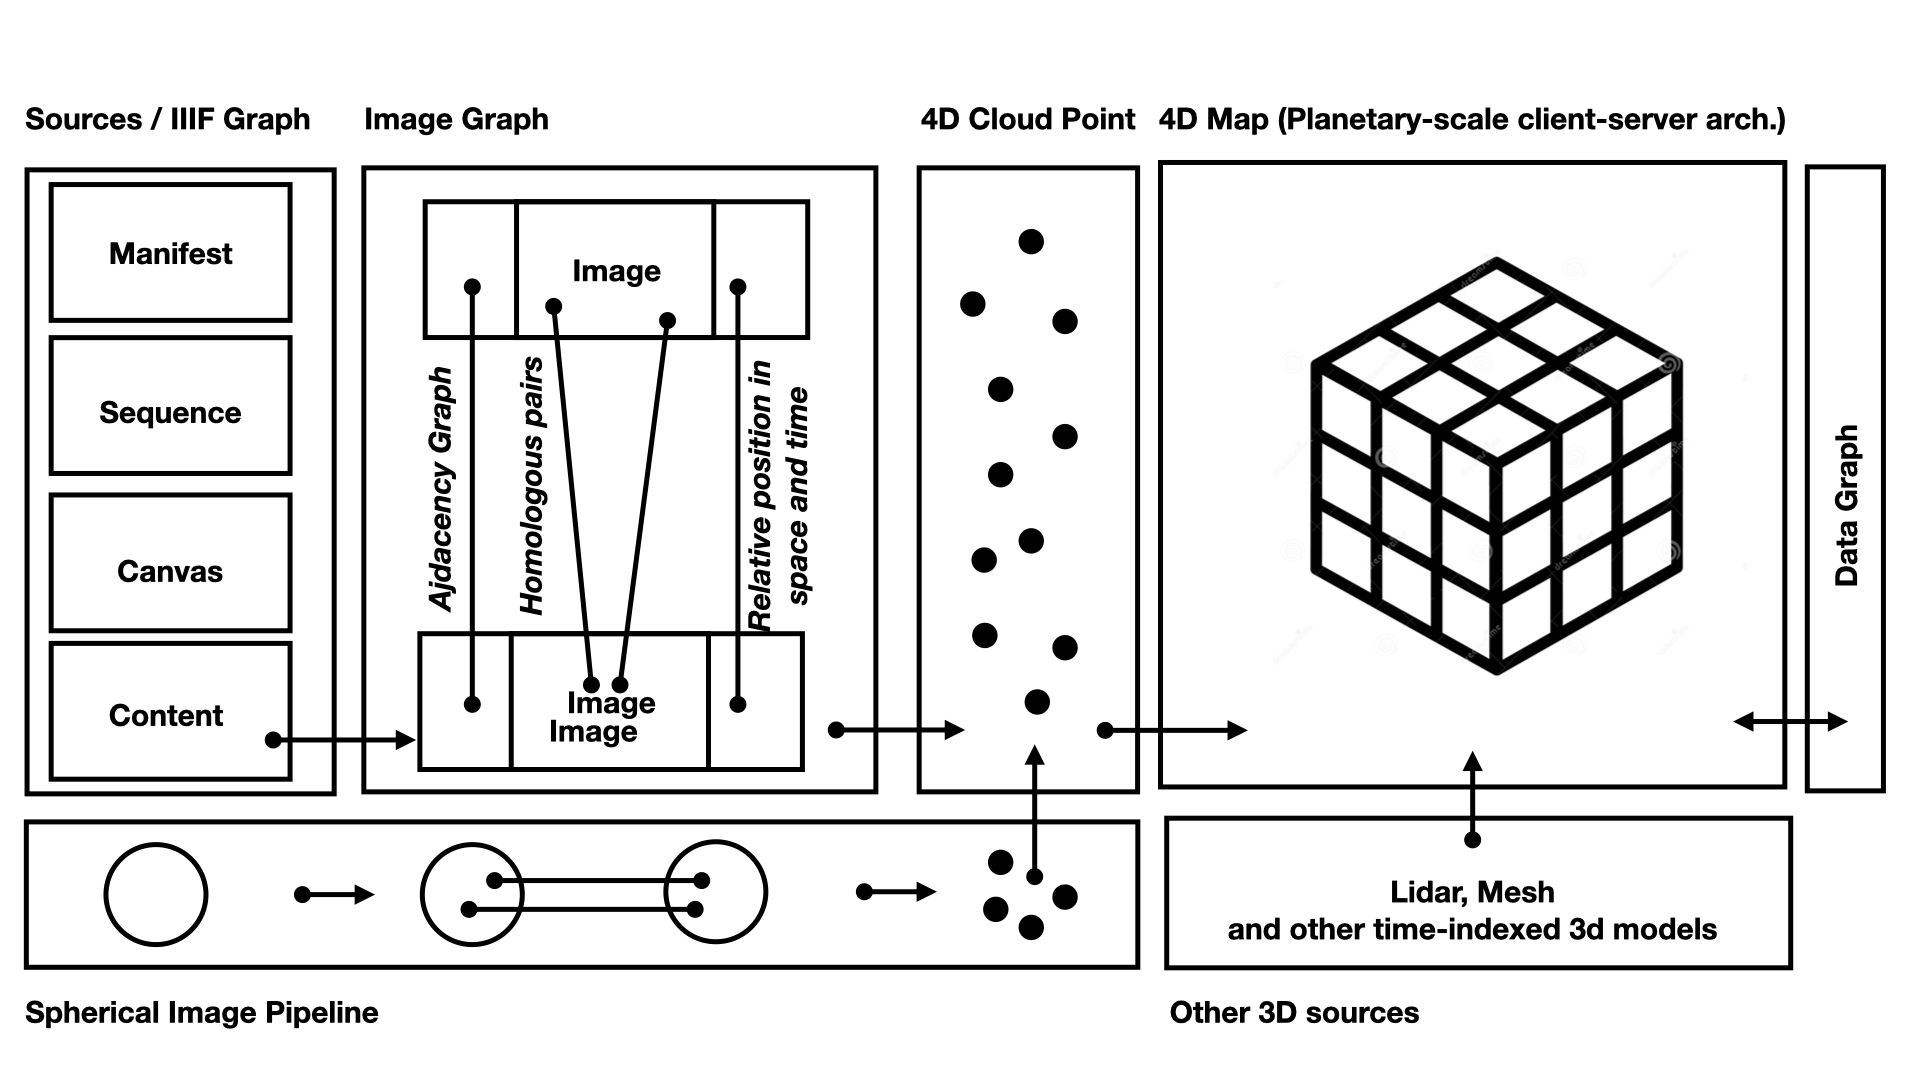 Sources / IIIF Graph
Image Graph
4D Cloud Point
4D Map (Planetary-scale client-server arch.)
Manifest
Sequence
Canvas
Content
Image
Ajdacency Graph
Homologous pairs
Relative position in
space and time
Image
Image
Data Graph
Lidar, Mesh
and other time-indexed 3d models
Spherical Image Pipeline
Other 3D sources